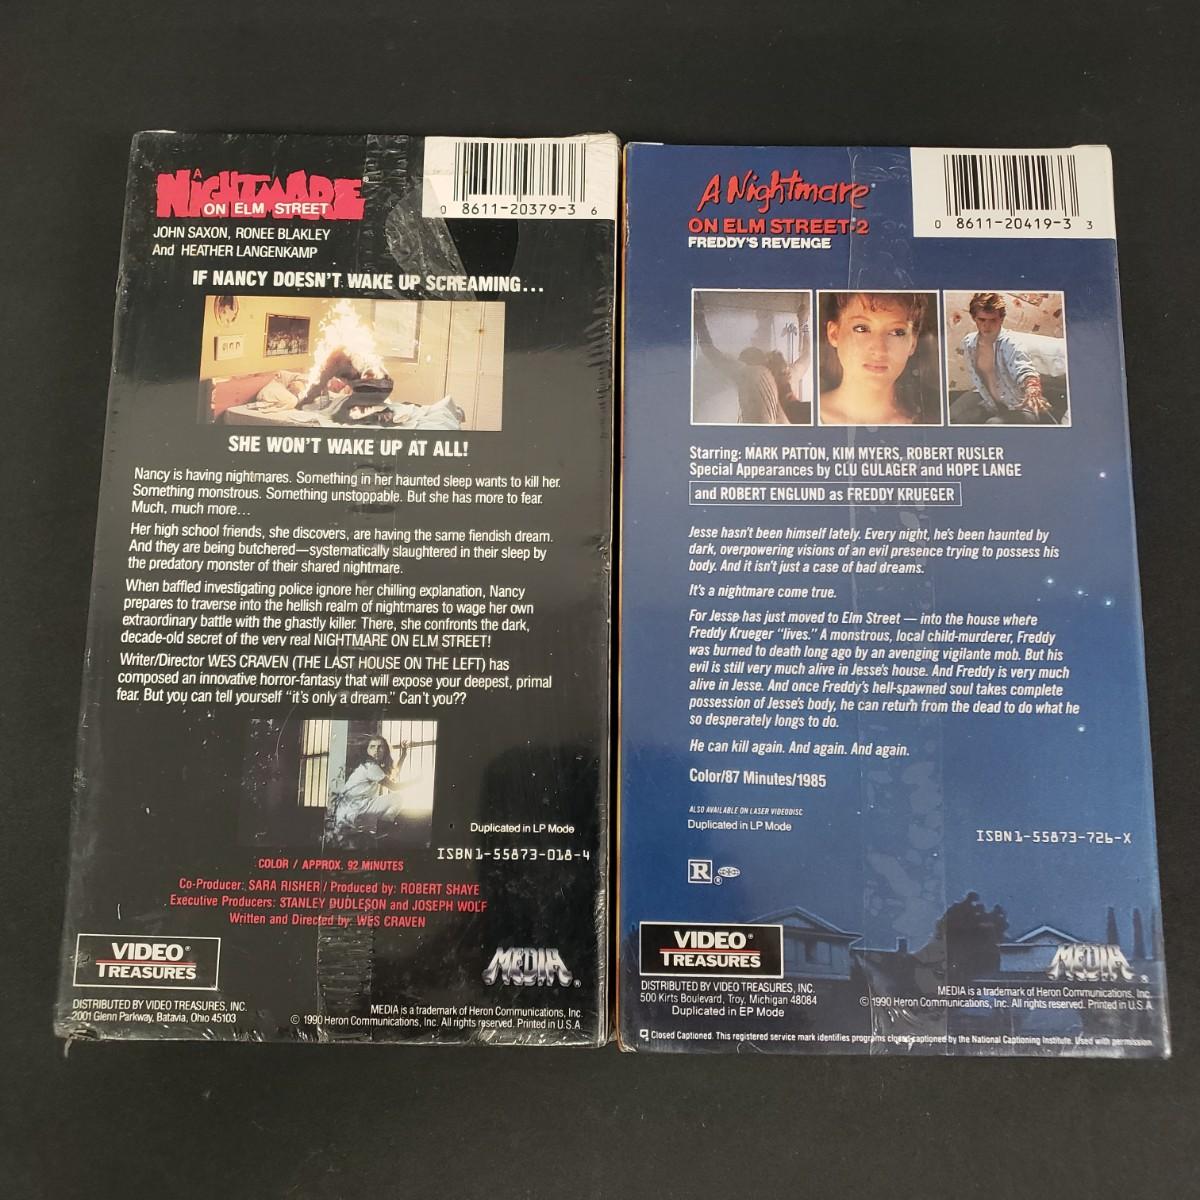 A
NIGHTMARE®
ON ELM STREET
JOHN SAXON, RONEE BLAKLEY
And HEATHER LANGENKAMP
0 8611-20379-3 6
IF NANCY DOESN'T WAKE UP SCREAMING...
SHE WON'T WAKE UP AT ALL!
Nancy is having nightmares. Something in her haunted sleep wants to kill her.
Something monstrous. Something unstoppable. But she has more to fear.
Much, much more...
Her high school friends, she discovers, are having the same fiendish dream.
And they are being butchered—systematically slaughtered in their sleep by
the predatory monster of their shared nightmare.
When baffled investigating police ignore her chilling explanation, Nancy
prepares to traverse into the hellish realm of nightmares to wage her own
extraordinary battle with the ghastly killer. There, she confronts the dark,
decade-old secret of the very real NIGHTMARE ON ELM STREET!
Writer/Director WES CRAVEN (THE LAST HOUSE ON THE LEFT) has
composed an innovative horror-fantasy that will expose your deepest, primal
fear. But you can tell yourself "it's only a dream." Can't you??
Duplicated in LP Mode
ISBN 1-55873-018-4
COLOR / APPROX. 92 MINUTES
Co-Producer: SARA RISHER / Produced by: ROBERT SHAYE
Executive Producers: STANLEY DUDLESON and JOSEPH WOLF
Written and Directed by: WES CRAVEN
VIDEO®
TREASURES
MEDIA®
DISTRIBUTED BY VIDEO TREASURES, INC.
2001 Glenn Parkway, Batavia, Ohio 45103
MEDIA is a trademark of Heron Communications, Inc.
© 1990 Heron Communications, Inc. All rights reserved. Printed in U.S.A.
A Nightmare
ON ELM STREET 2
FREDDY'S REVENGE
0 8611-20419-3 3
Starring: MARK PATTON, KIM MYERS, ROBERT RUSLER
Special Appearances by CLU GULAGER and HOPE LANGE
and ROBERT ENGLUND as FREDDY KRUEGER
Jesse hasn't been himself lately. Every night, he's been haunted by
dark, overpowering visions of an evil presence trying to possess his
body. And it isn't just a case of bad dreams.
It's a nightmare come true.
For Jesse has just moved to Elm Street — into the house where
Freddy Krueger "lives." A monstrous, local child-murderer, Freddy
was burned to death long ago by an avenging vigilante mob. But his
evil is still very much alive in Jesse's house. And Freddy is very much
alive in Jesse. And once Freddy's hell-spawned soul takes complete
possession of Jesse's body, he can return from the dead to do what he
so desperately longs to do.
He can kill again. And again. And again.
Color/87 Minutes/1985
ALSO AVAILABLE ON LASER VIDEODISC
Duplicated in LP Mode
ISBN 1-55873-726-X
R®
VIDEO®
TREASURES
MEDIA®
DISTRIBUTED BY VIDEO TREASURES, INC.
500 Kirts Boulevard, Troy, Michigan 48084
Duplicated in EP Mode
MEDIA is a trademark of Heron Communications, Inc.
© 1990 Heron Communications, Inc. All rights reserved. Printed in U.S.A.
Closed Captioned. This registered service mark identifies programs closed captioned by the National Captioning Institute. Used with permission.